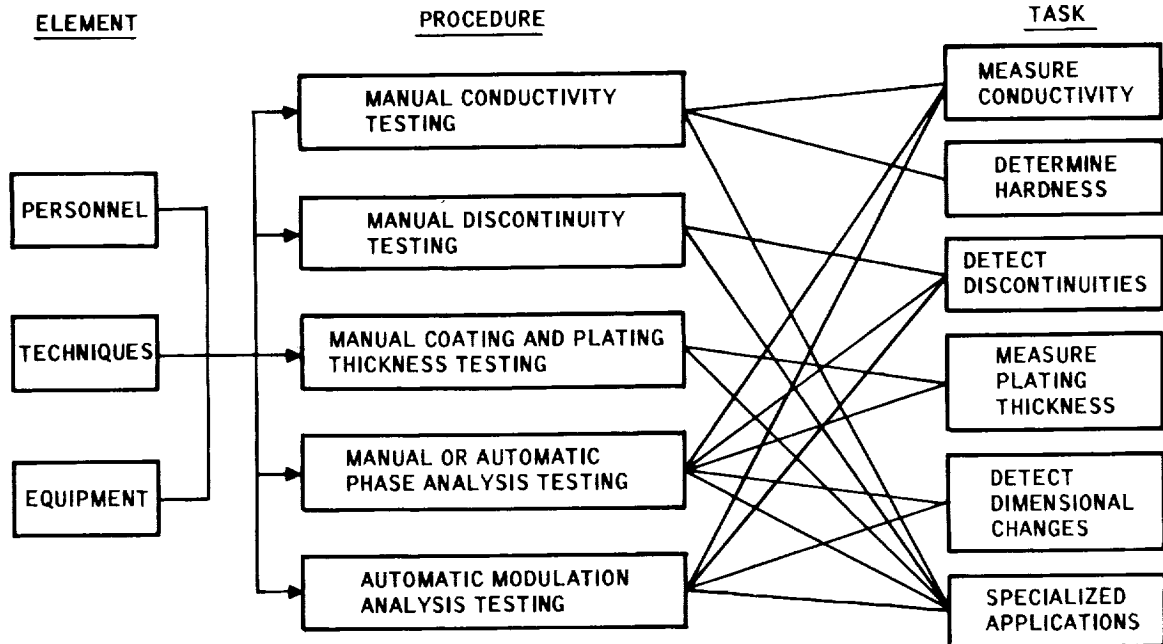 ELEMENT
PROCEDURE
TASK
PERSONNEL
TECHNIQUES
EQUIPMENT
MANUAL CONDUCTIVITY
TESTING
MANUAL DISCONTINUITY
TESTING
MANUAL COATING AND PLATING
THICKNESS TESTING
MANUAL OR AUTOMATIC
PHASE ANALYSIS TESTING
AUTOMATIC MODULATION
ANALYSIS TESTING
MEASURE
CONDUCTIVITY
DETERMINE
HARDNESS
DETECT
DISCONTINUITIES
MEASURE
PLATING
THICKNESS
DETECT
DIMENSIONAL
CHANGES
SPECIALIZED
APPLICATIONS